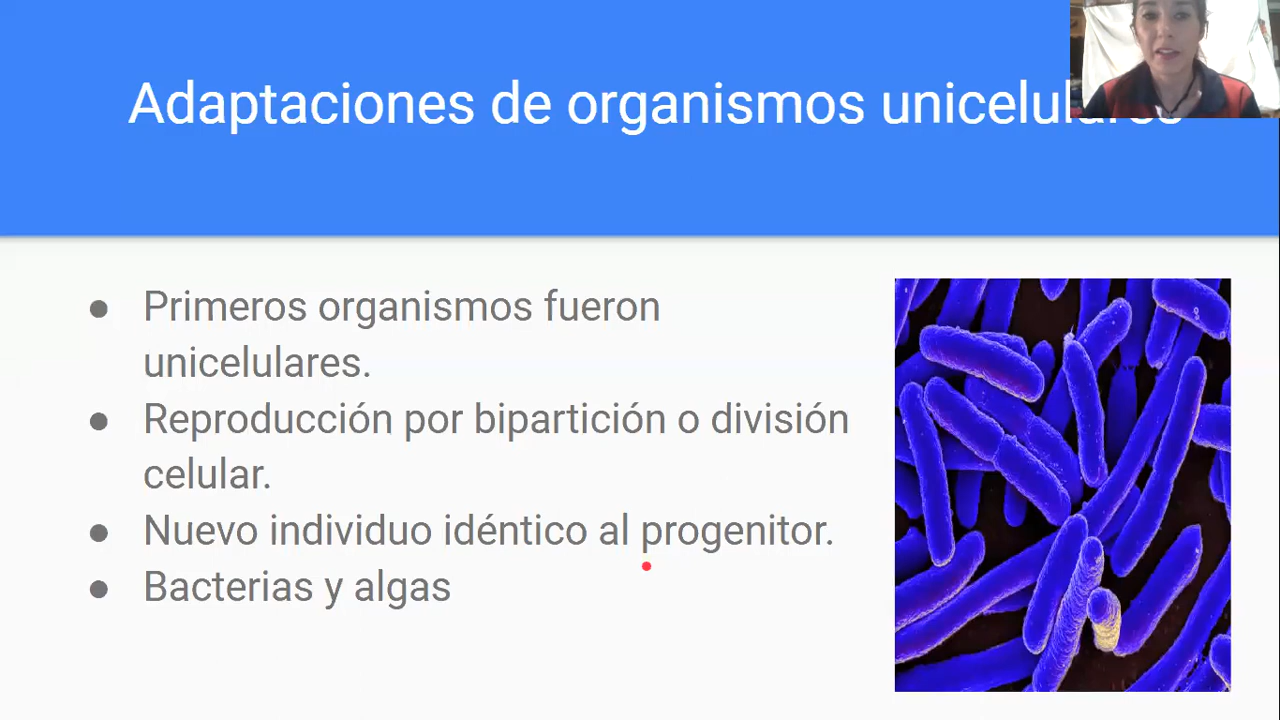 Adaptaciones de organismos unicelulares
● Primeros organismos fueron
unicelulares.
● Reproducción por bipartición o división
celular.
● Nuevo individuo idéntico al progenitor.
● Bacterias y algas